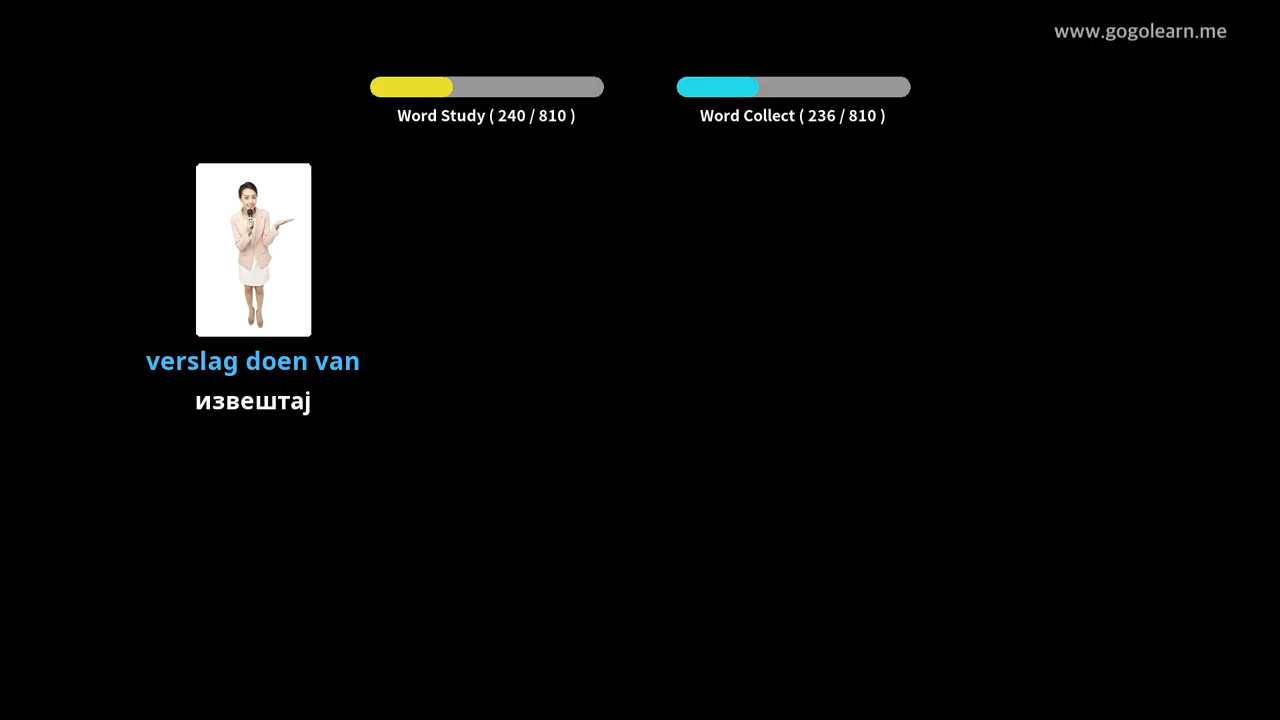 www.gogolearn.me
Word Study ( 240 / 810 )
Word Collect ( 236 / 810 )
verslag doen van
извештај